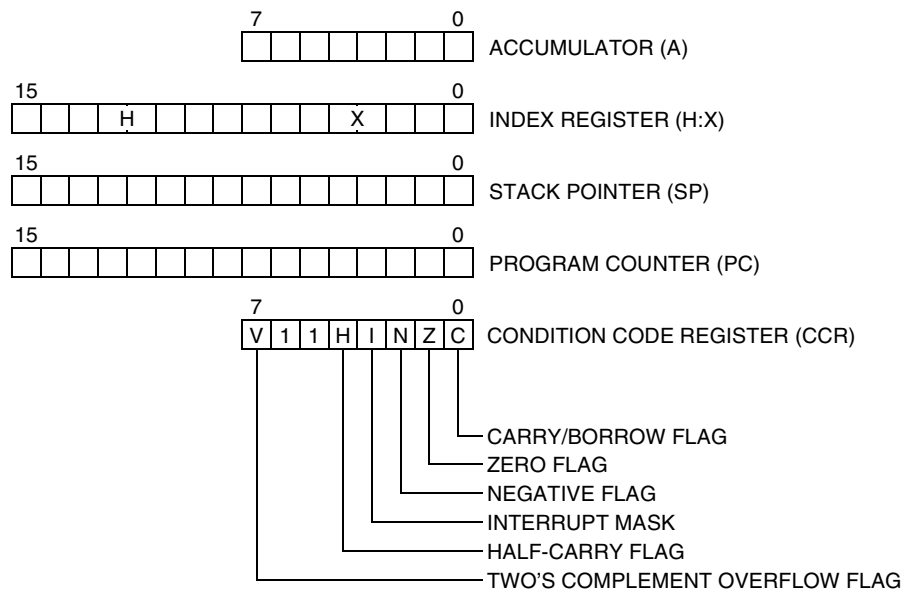 7 0
ACCUMULATOR (A)
15 0
H X INDEX REGISTER (H:X)
15 0
STACK POINTER (SP)
15 0
PROGRAM COUNTER (PC)
7 0
V 1 1 H I N Z C CONDITION CODE REGISTER (CCR)
CARRY/BORROW FLAG
ZERO FLAG
NEGATIVE FLAG
INTERRUPT MASK
HALF-CARRY FLAG
TWO'S COMPLEMENT OVERFLOW FLAG